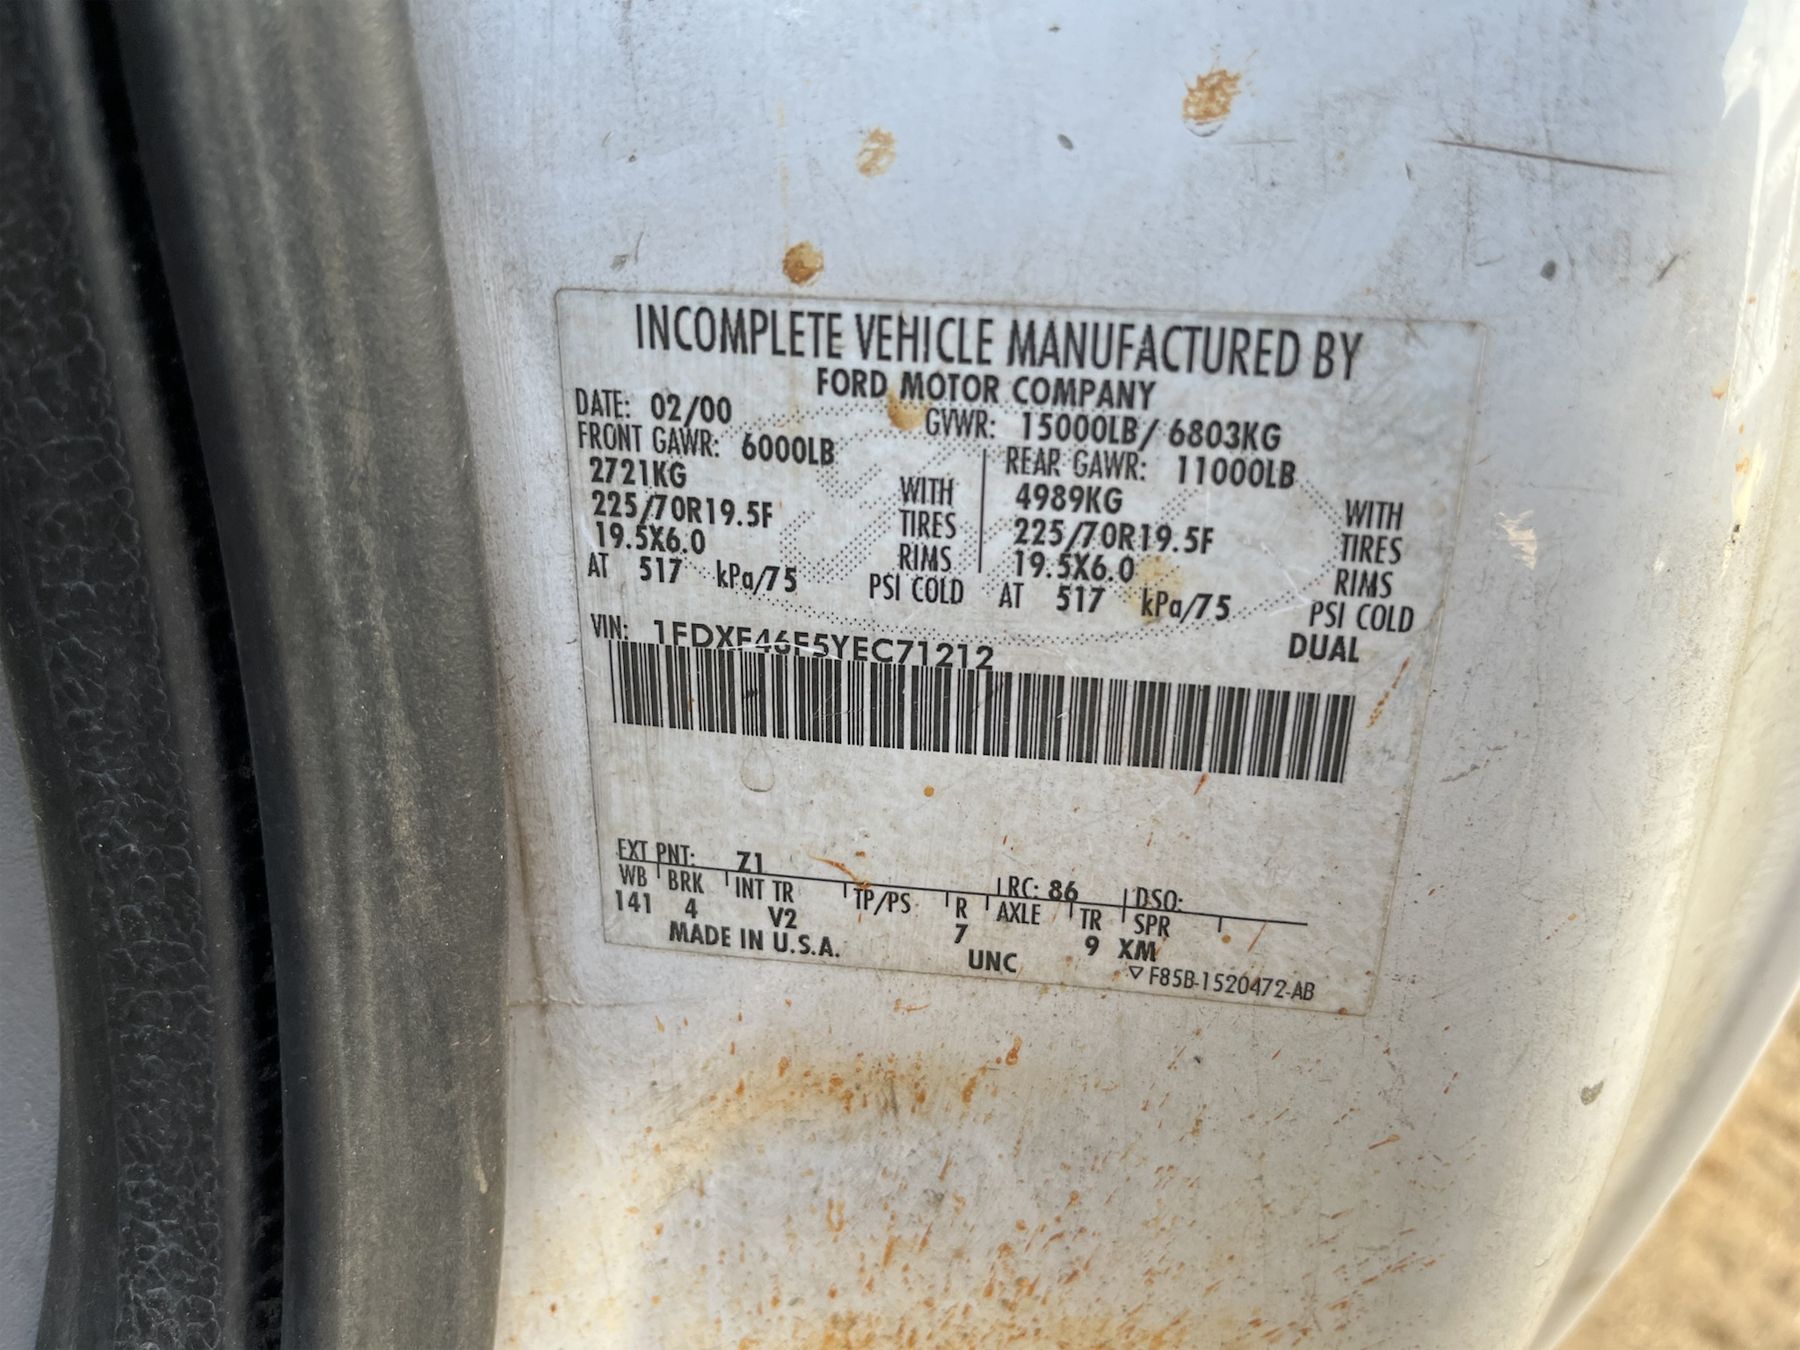 INCOMPLETE VEHICLE MANUFACTURED BY
FORD MOTOR COMPANY
DATE: 02/00 GVWR: 15000LB/ 6803KG
FRONT GAWR: 6000LB REAR GAWR: 11000LB
2721KG WITH 4989KG WITH
225/70R19.5F TIRES 225/70R19.5F TIRES
19.5X6.0 RIMS 19.5X6.0 RIMS
AT 517 kPa/75 PSI COLD AT 517 kPa/75 PSI COLD
DUAL
VIN: 1FDXF46F5YEC71212
EXT PNT: Z1 RC: 86 DSO:
WB BRK INT TR TP/PS R AXLE TR SPR
141 4 V2 7 UNC 9 XM
MADE IN U.S.A.
▽ F85B-1520472-AB